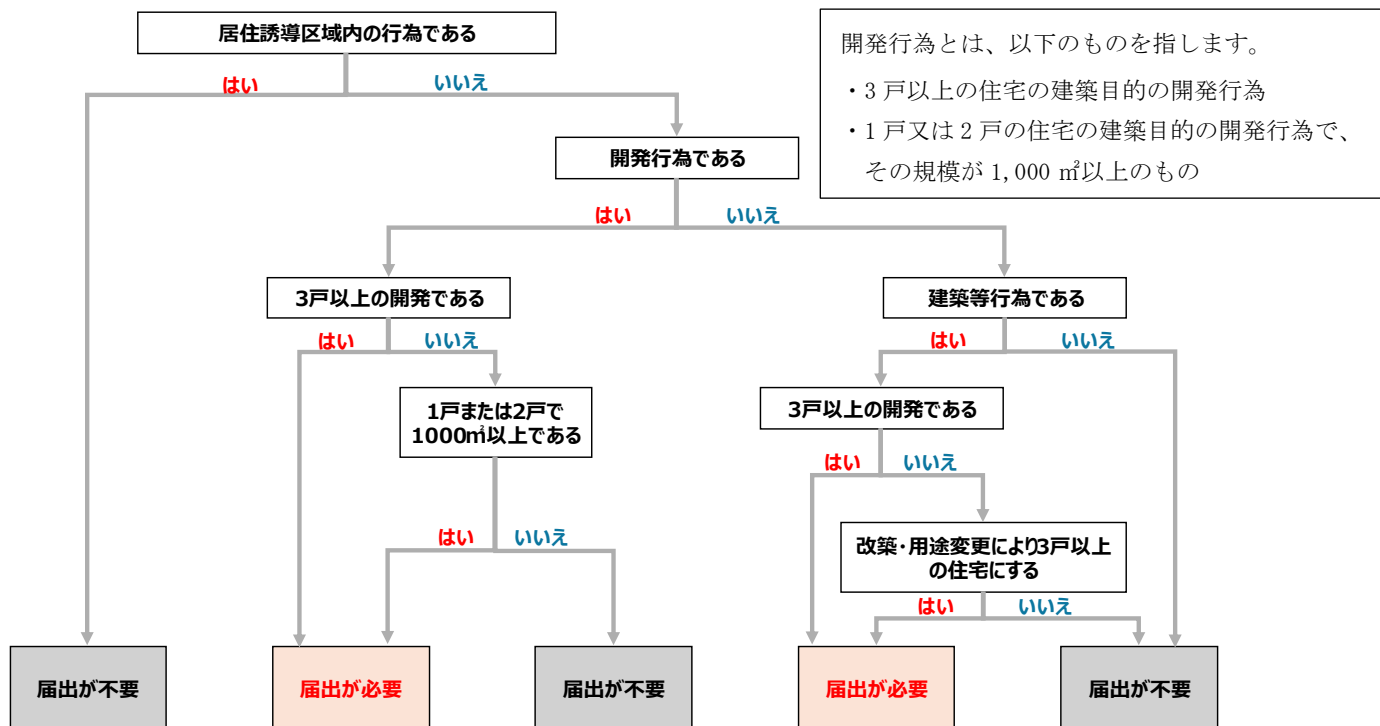 居住誘導区域内の行為である
開発行為とは、以下のものを指します。
・3戸以上の住宅の建築目的の開発行為
・1戸又は2戸の住宅の建築目的の開発行為で、
その規模が1,000㎡以上のもの
はい
いいえ
開発行為である
はい
いいえ
3戸以上の開発である
建築等行為である
はい
いいえ
はい
いいえ
1戸または2戸で
1000㎡以上である
3戸以上の開発である
はい
いいえ
はい
いいえ
改築・用途変更により3戸以上
の住宅にする
はい
いいえ
届出が不要
届出が必要
届出が不要
届出が必要
届出が不要